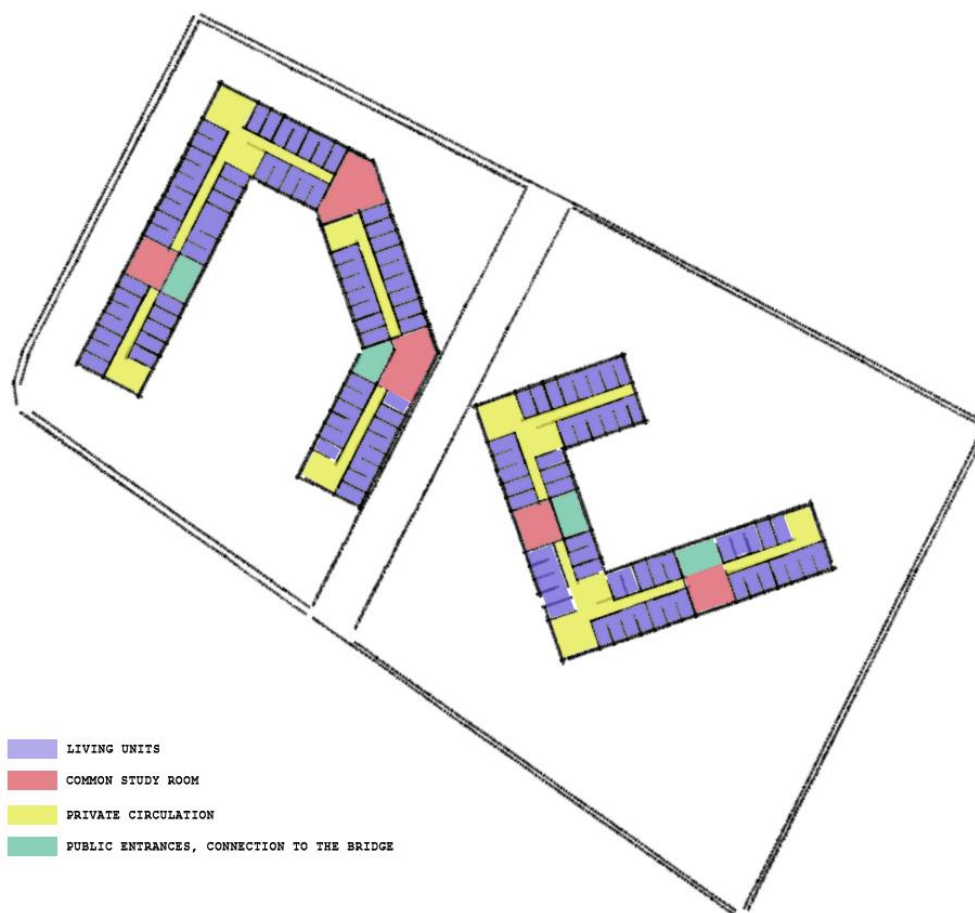 LIVING UNITS
COMMON STUDY ROOM
PRIVATE CIRCULATION
PUBLIC ENTRANCES, CONNECTION TO THE BRIDGE